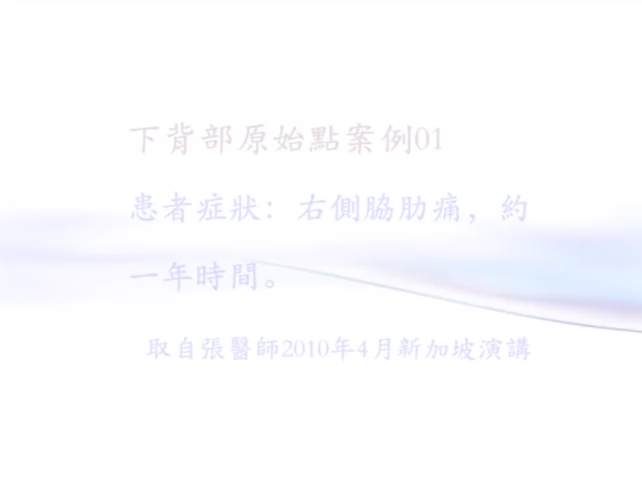 下背部原始點案例01
患者症狀：右側脇肋痛，約
一年時間。
取自張醫師2010年4月新加坡演講